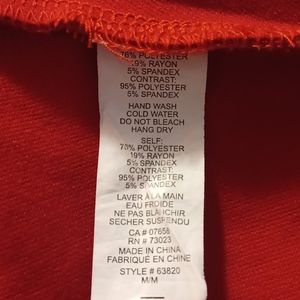 76% POLYESTER
19% RAYON
5% SPANDEX
CONTRAST:
95% POLYESTER
5% SPANDEX
HAND WASH
COLD WATER
DO NOT BLEACH
HANG DRY
SELF:
76% POLYESTER
19% RAYON
5% SPANDEX
CONTRAST:
95% POLYESTER
5% SPANDEX
LAVER À LA MAIN
EAU FROIDE
NE PAS BLANCHIR
SECHER SUSPENDU
CA # 07658
RN # 73023
MADE IN CHINA
FABRIQUÉ EN CHINE
STYLE # 63820
M/M